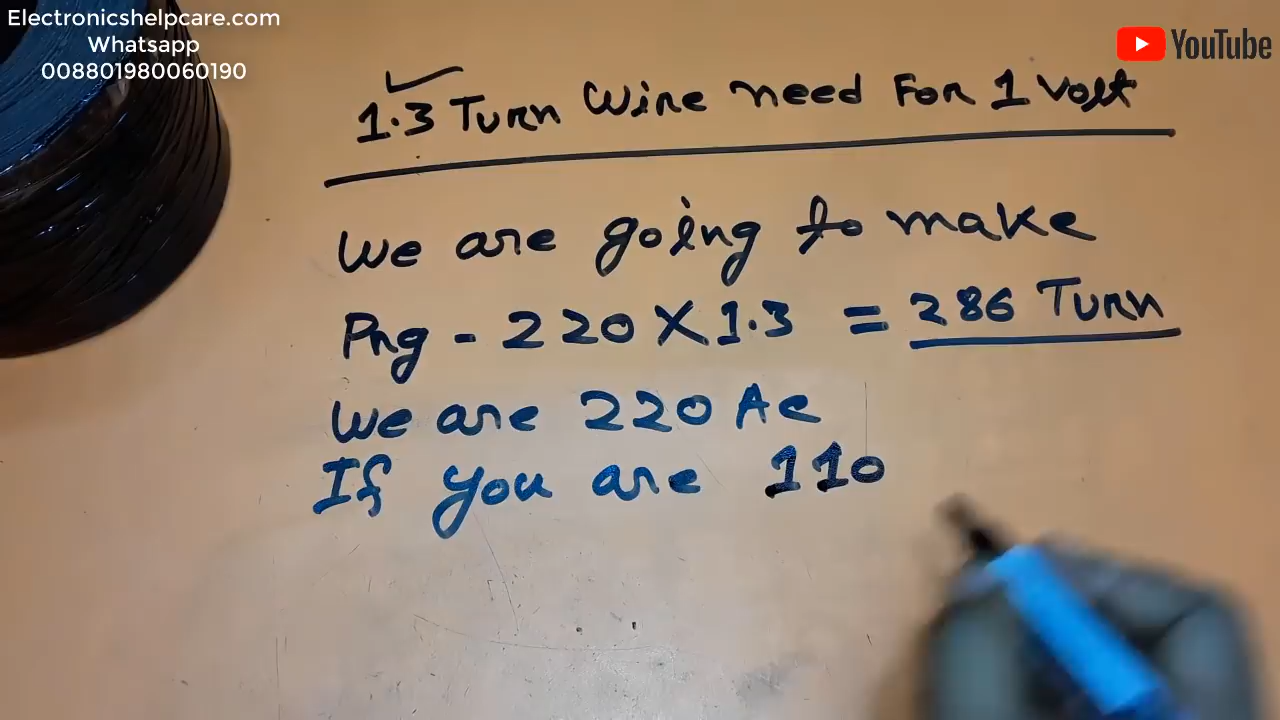 Electronicshelpcare.com
Whatsapp
008801980060190
YouTube
1.3 Turn Wire need For 1 Volt
We are going to make
Prg - 220 X 1.3 = 286 Turn
We are 220 Ac
If you are 110